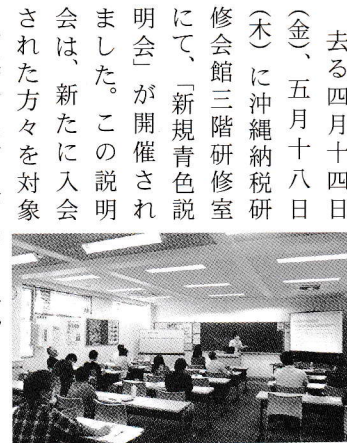 去る四月十四日
（金）、五月十八日
（木）に沖縄納税研
修会館三階研修室
にて、「新規青色説
明会」が開催され
ました。この説明
会は、新たに入会
された方々を対象